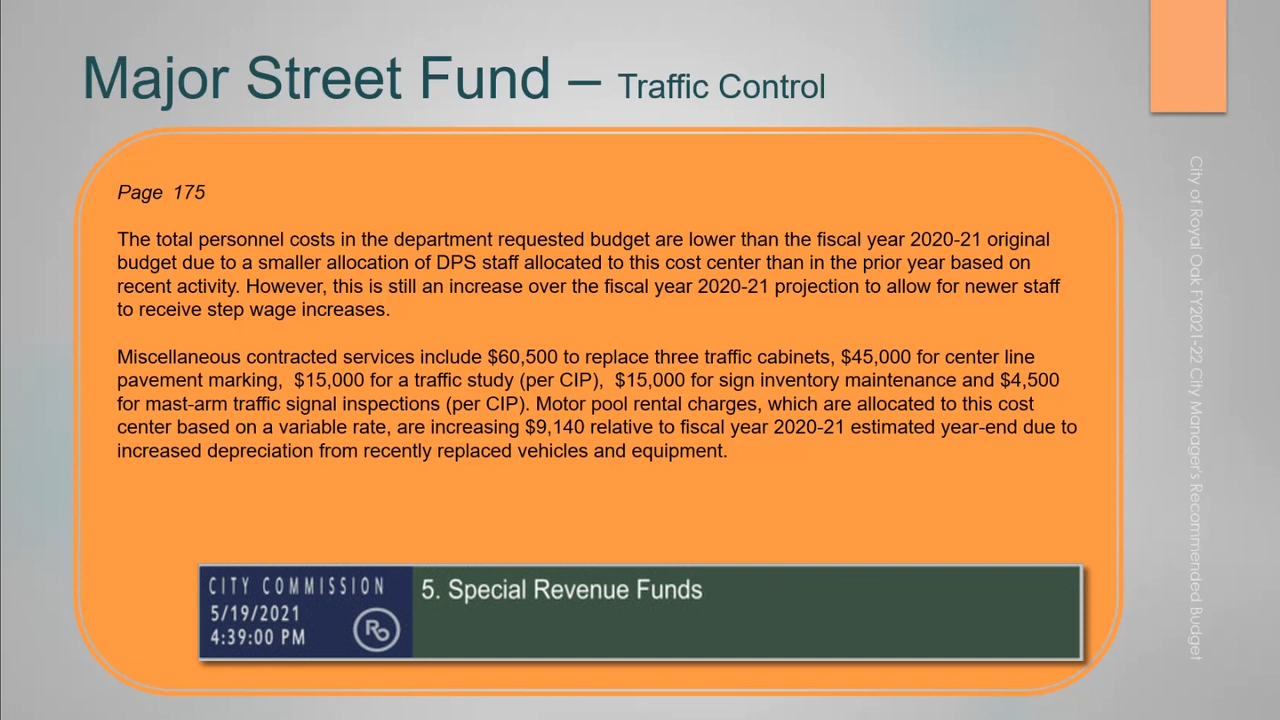 Major Street Fund – Traffic Control
Page 175
The total personnel costs in the department requested budget are lower than the fiscal year 2020-21 original
budget due to a smaller allocation of DPS staff allocated to this cost center than in the prior year based on
recent activity. However, this is still an increase over the fiscal year 2020-21 projection to allow for newer staff
to receive step wage increases.
Miscellaneous contracted services include $60,500 to replace three traffic cabinets, $45,000 for center line
pavement marking, $15,000 for a traffic study (per CIP), $15,000 for sign inventory maintenance and $4,500
for mast-arm traffic signal inspections (per CIP). Motor pool rental charges, which are allocated to this cost
center based on a variable rate, are increasing $9,140 relative to fiscal year 2020-21 estimated year-end due to
increased depreciation from recently replaced vehicles and equipment.
CITY COMMISSION
5/19/2021
4:39:00 PM
RO
5. Special Revenue Funds
City of Royal Oak FY2021-22 City Manager's Recommended Budget